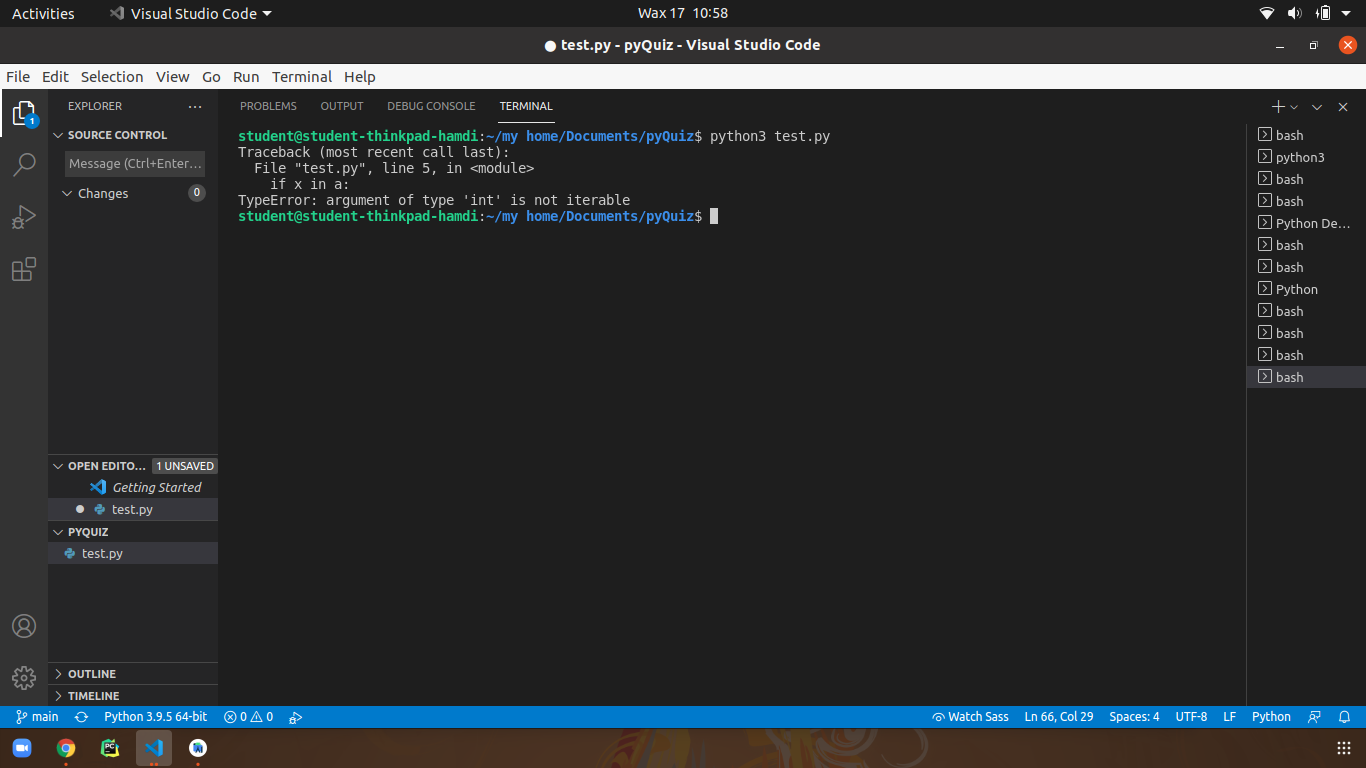 Activities
Visual Studio Code
Wax 17 10:58
● test.py - pyQuiz - Visual Studio Code
File Edit Selection View Go Run Terminal Help
1
EXPLORER ...
SOURCE CONTROL
Message (Ctrl+Enter...
Changes 0
OPEN EDITO... 1 UNSAVED
Getting Started
test.py
PYQUIZ
test.py
OUTLINE
TIMELINE
PROBLEMS OUTPUT DEBUG CONSOLE TERMINAL
student@student-thinkpad-hamdi:~/my home/Documents/pyQuiz$ python3 test.py
Traceback (most recent call last):
  File "test.py", line 5, in <module>
    if x in a:
TypeError: argument of type 'int' is not iterable
student@student-thinkpad-hamdi:~/my home/Documents/pyQuiz$
bash
python3
bash
bash
Python De...
bash
bash
Python
bash
bash
bash
bash
main Python 3.9.5 64-bit 0 0 Watch Sass Ln 66, Col 29 Spaces: 4 UTF-8 LF Python
PC